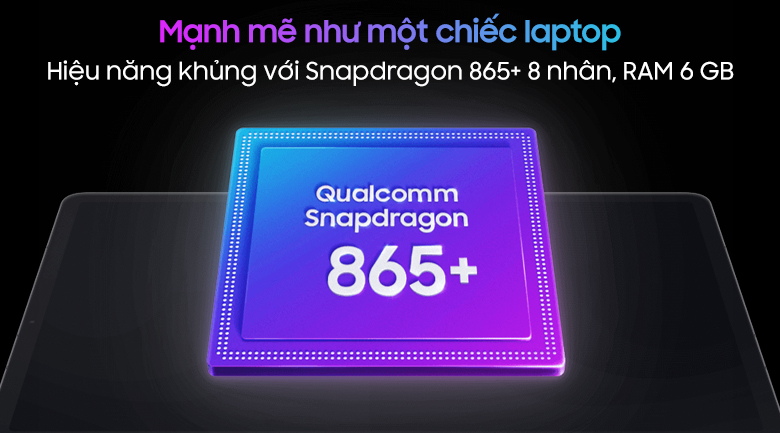 Mạnh mẽ như một chiếc laptop
Hiệu năng khủng với Snapdragon 865+ 8 nhân, RAM 6 GB
Qualcomm
Snapdragon
865+